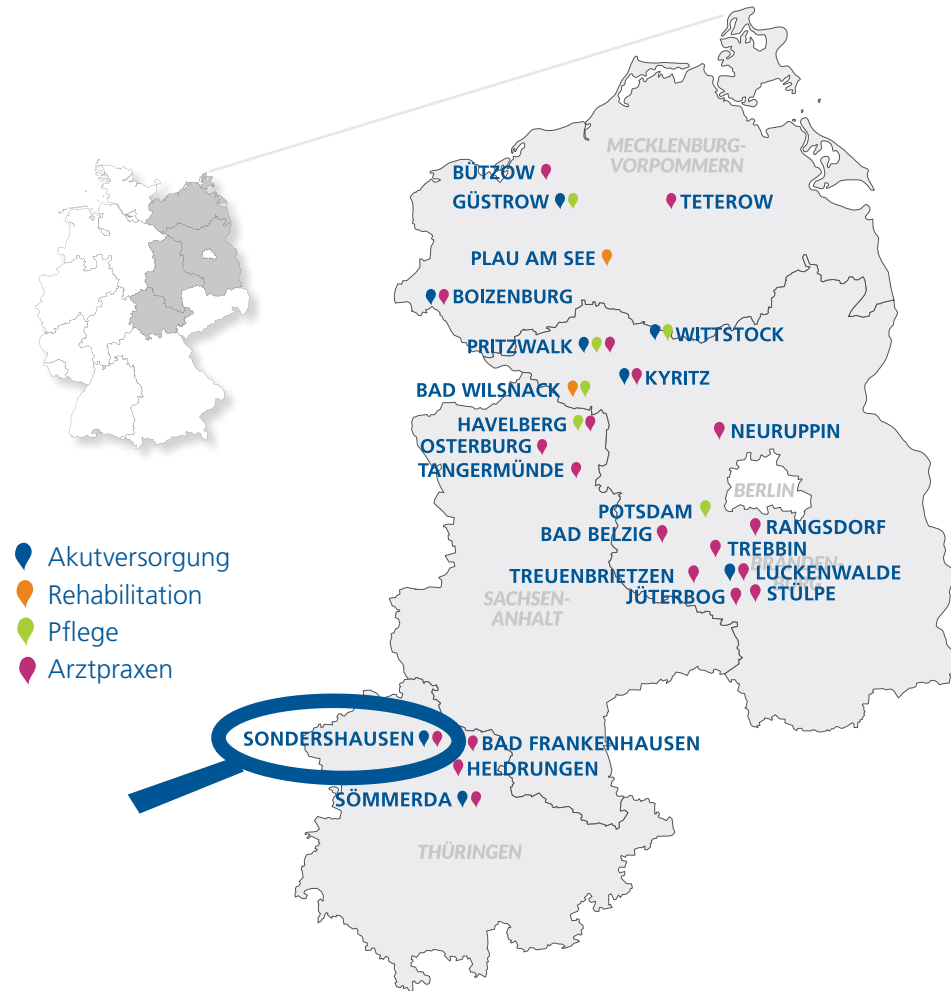 MECKLENBURG-
VORPOMMERN
BÜTZOW
GÜSTROW
TETEROW
PLAU AM SEE
BOIZENBURG
WITTSTOCK
PRITZWALK
KYRITZ
BAD WILSNACK
HAVELBERG
NEURUPPIN
OSTERBURG
TANGERMÜNDE
BERLIN
POTSDAM
RANGSDORF
BAD BELZIG
TREBBIN
BRANDEN-
BURG
TREUENBRIETZEN
LUCKENWALDE
JÜTERBOG
STÜLPE
SACHSEN-
ANHALT
Akutversorgung
Rehabilitation
Pflege
Arztpraxen
SONDERSHAUSEN
BAD FRANKENHAUSEN
HELDRUNGEN
SÖMMERDA
THÜRINGEN